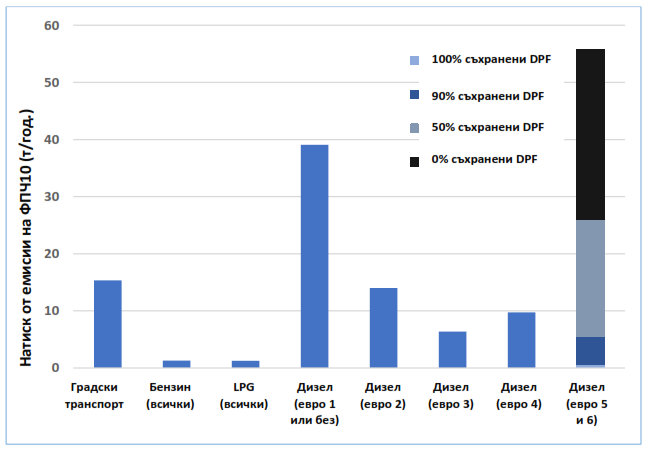 Натиск от емисии на ФПЧ10 (т/год.)
60
50
40
30
20
10
0
100% съхранени DPF
90% съхранени DPF
50% съхранени DPF
0% съхранени DPF
Градски
транспорт
Бензин
(всички)
LPG
(всички)
Дизел
(евро 1
или без)
Дизел
(евро 2)
Дизел
(евро 3)
Дизел
(евро 4)
Дизел
(евро 5
и 6)